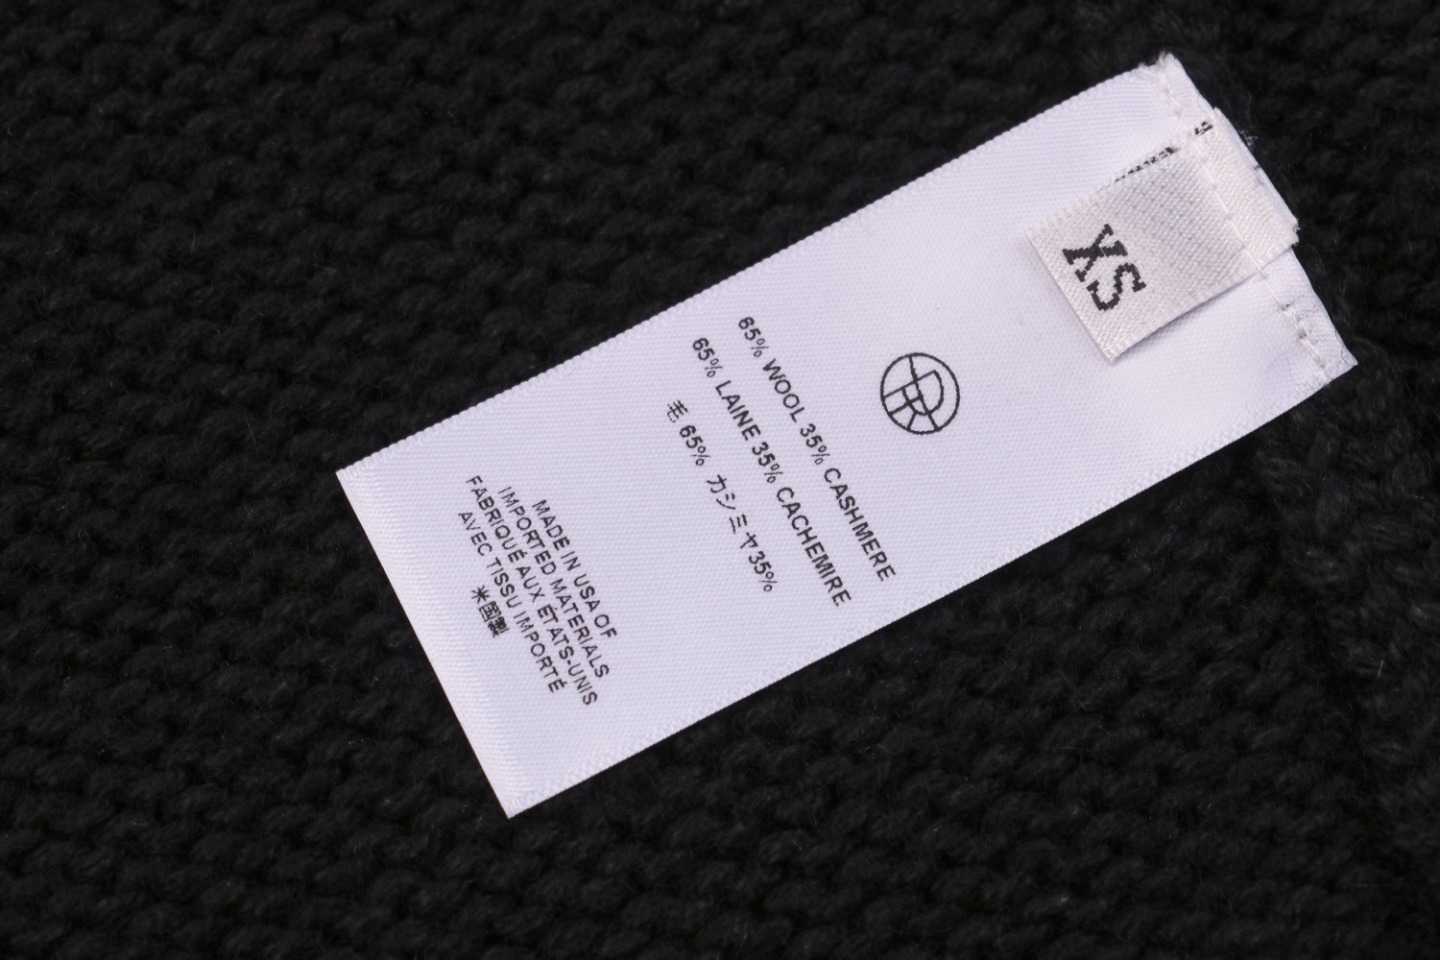 XS
65% WOOL 35% CASHMERE
65% LAINE 35% CACHEMIRE
毛 65% カシミヤ35%
MADE IN USA OF
IMPORTED MATERIALS
FABRIQUÉ AUX ÉTATS-UNIS
AVEC TISSU IMPORTÉ
米国製